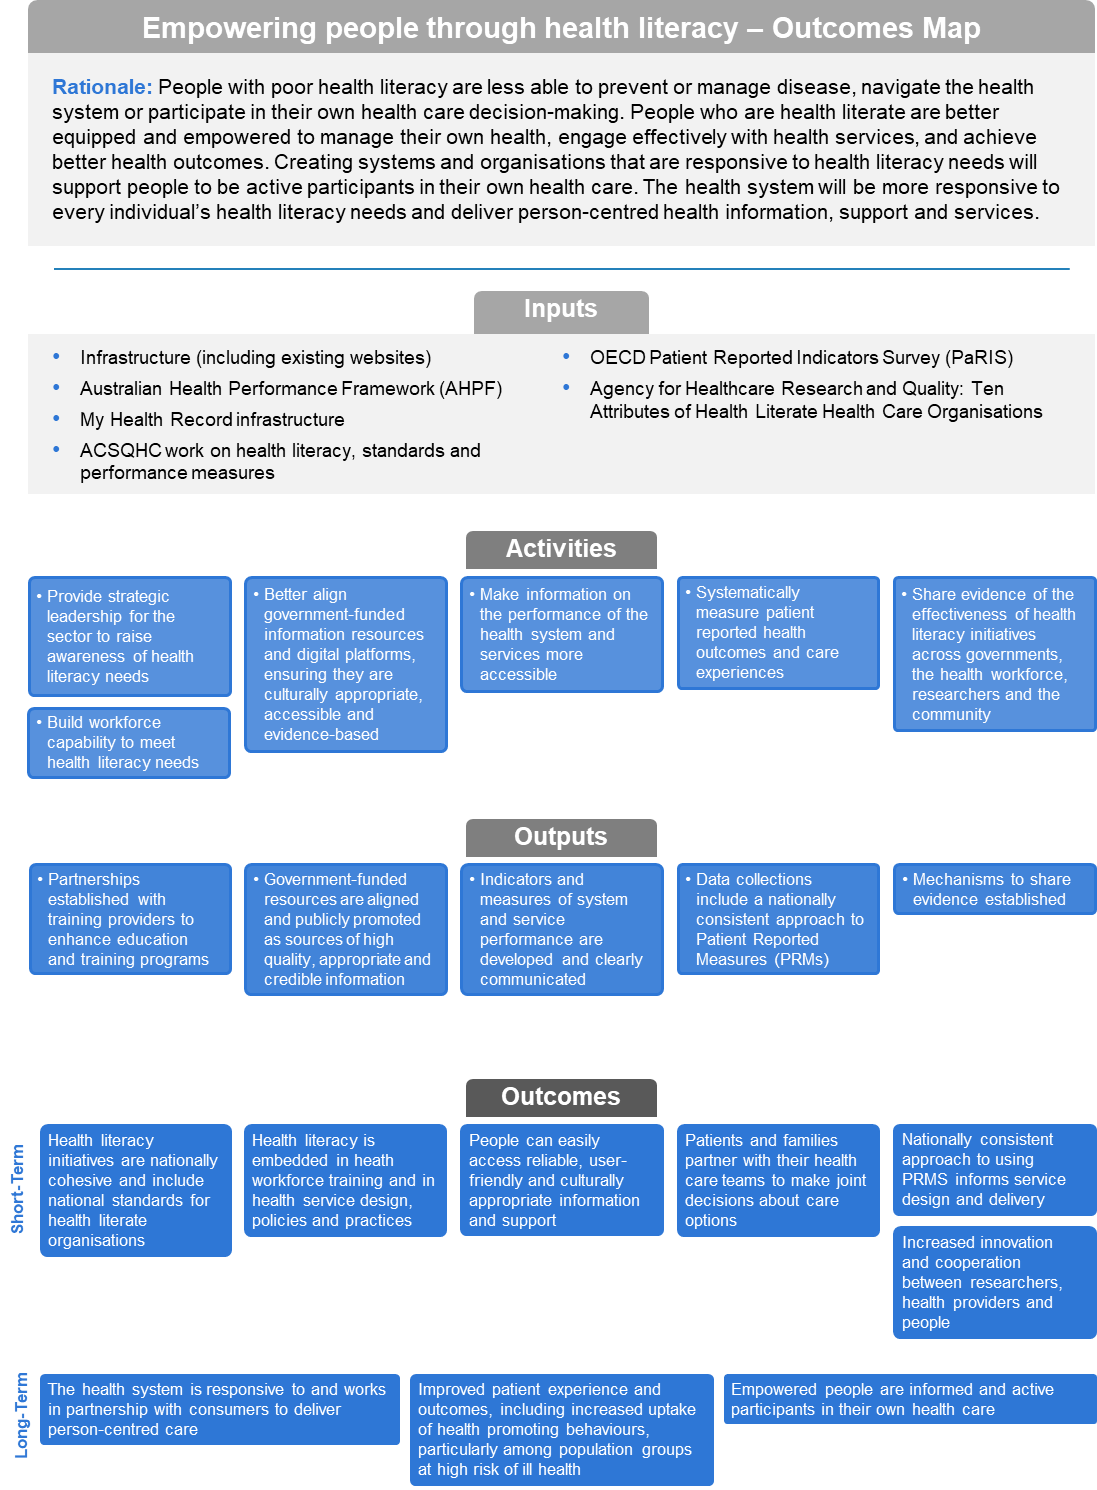 Empowering people through health literacy – Outcomes Map
Rationale: People with poor health literacy are less able to prevent or manage disease, navigate the health
system or participate in their own health care decision-making. People who are health literate are better
equipped and empowered to manage their own health, engage effectively with health services, and achieve
better health outcomes. Creating systems and organisations that are responsive to health literacy needs will
support people to be active participants in their own health care. The health system will be more responsive to
every individual’s health literacy needs and deliver person-centred health information, support and services.
Inputs
• Infrastructure (including existing websites)
• Australian Health Performance Framework (AHPF)
• My Health Record infrastructure
• ACSQHC work on health literacy, standards and
performance measures
• OECD Patient Reported Indicators Survey (PaRIS)
• Agency for Healthcare Research and Quality: Ten
Attributes of Health Literate Health Care Organisations
Activities
• Provide strategic
leadership for the
sector to raise
awareness of health
literacy needs
• Build workforce
capability to meet
health literacy needs
• Better align
government-funded
information resources
and digital platforms,
ensuring they are
culturally appropriate,
accessible and
evidence-based
• Make information on
the performance of the
health system and
services more
accessible
• Systematically
measure patient
reported health
outcomes and care
experiences
• Share evidence of the
effectiveness of health
literacy initiatives
across governments,
the health workforce,
researchers and the
community
Outputs
• Partnerships
established with
training providers to
enhance education
and training programs
• Government-funded
resources are aligned
and publicly promoted
as sources of high
quality, appropriate and
credible information
• Indicators and
measures of system
and service
performance are
developed and clearly
communicated
• Data collections
include a nationally
consistent approach to
Patient Reported
Measures (PRMs)
• Mechanisms to share
evidence established
Outcomes
Short-Term
Health literacy
initiatives are nationally
cohesive and include
national standards for
health literate
organisations
Health literacy is
embedded in heath
workforce training and in
health service design,
policies and practices
People can easily
access reliable, user-
friendly and culturally
appropriate information
and support
Patients and families
partner with their health
care teams to make joint
decisions about care
options
Nationally consistent
approach to using
PRMS informs service
design and delivery
Increased innovation
and cooperation
between researchers,
health providers and
people
Long-Term
The health system is responsive to and works
in partnership with consumers to deliver
person-centred care
Improved patient experience and
outcomes, including increased uptake
of health promoting behaviours,
particularly among population groups
at high risk of ill health
Empowered people are informed and active
participants in their own health care